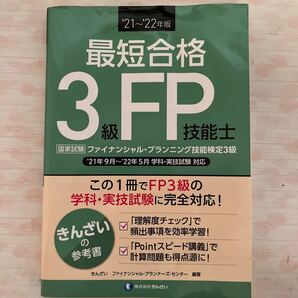 '21～'22年版
最短合格
3級FP技能士
国家試験 ファイナンシャル・プランニング技能検定3級
'21年9月～'22年5月 学科・実技試験 対応
この1冊でFP3級の
学科・実技試験に完全対応！
きんざい
の
参考書
「理解度チェック」で
頻出事項を効率学習！
「Pointスピード講義」で
計算問題も得点源に！
きんざい ファイナンシャル・プランナーズ・センター 編著
株式会社きんざい